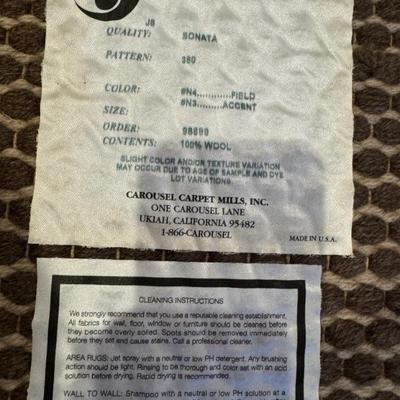 JS
QUALITY: SONATA
PATTERN: 380
COLOR: #N4...........FIELD
#N3..........ACCENT
SIZE:
ORDER: 98690
CONTENTS: 100% WOOL
SLIGHT COLOR AND/OR TEXTURE VARIATION
MAY OCCUR DUE TO AGE OF SAMPLE AND DYE
LOT VARIATIONS.
CAROUSEL CARPET MILLS, INC.
ONE CAROUSEL LANE
UKIAH, CALIFORNIA 95482
1-866-CAROUSEL
MADE IN U.S.A.
CLEANING INSTRUCTIONS
We strongly recommend that you use a reputable cleaning establishment.
All fabrics for wall, floor, window or furniture should be cleaned before
they become overly soiled. Spots should be removed immediately
before they set and cause stains. Call a professional cleaner.
AREA RUGS: Jet spray with a neutral or low PH detergent. Any brushing
action should be light. Rinsing to be thorough and color set with an acid
solution before drying. Rapid drying is recommended.
WALL TO WALL: Shampoo with a neutral or low PH solution at a